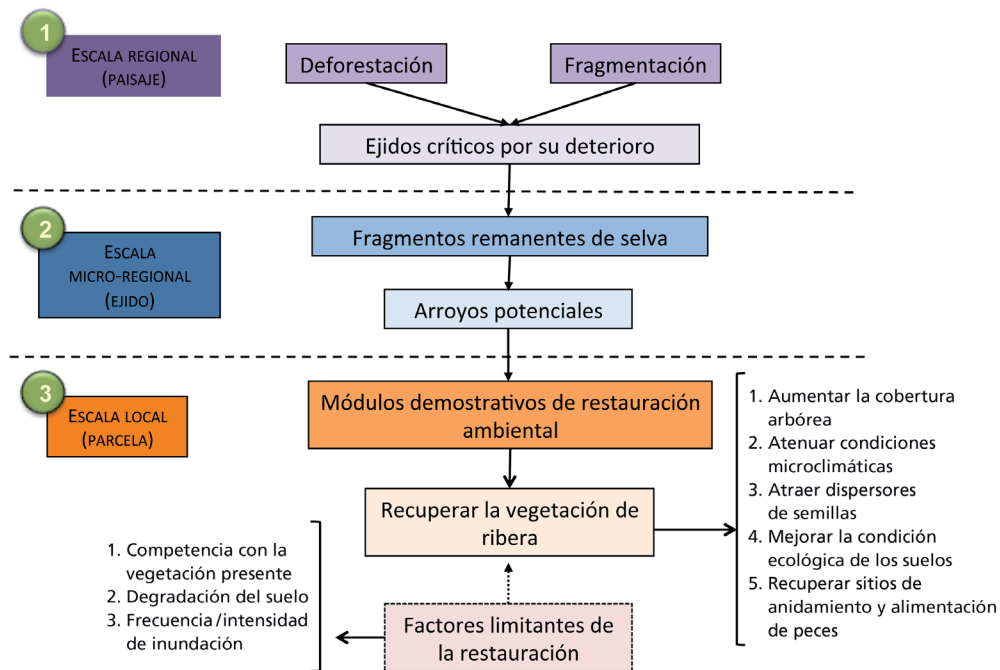 1
ESCALA REGIONAL
(PAISAJE)
Deforestación
Fragmentación
Ejidos críticos por su deterioro
2
ESCALA
MICRO-REGIONAL
(EJIDO)
Fragmentos remanentes de selva
Arroyos potenciales
3
ESCALA LOCAL
(PARCELA)
Módulos demostrativos de restauración
ambiental
Recuperar la vegetación de
ribera
1. Aumentar la cobertura
arbórea
2. Atenuar condiciones
microclimáticas
3. Atraer dispersores
de semillas
4. Mejorar la condición
ecológica de los suelos
5. Recuperar sitios de
anidamiento y alimentación
de peces
1. Competencia con la
vegetación presente
2. Degradación del suelo
3. Frecuencia/intensidad
de inundación
Factores limitantes de
la restauración